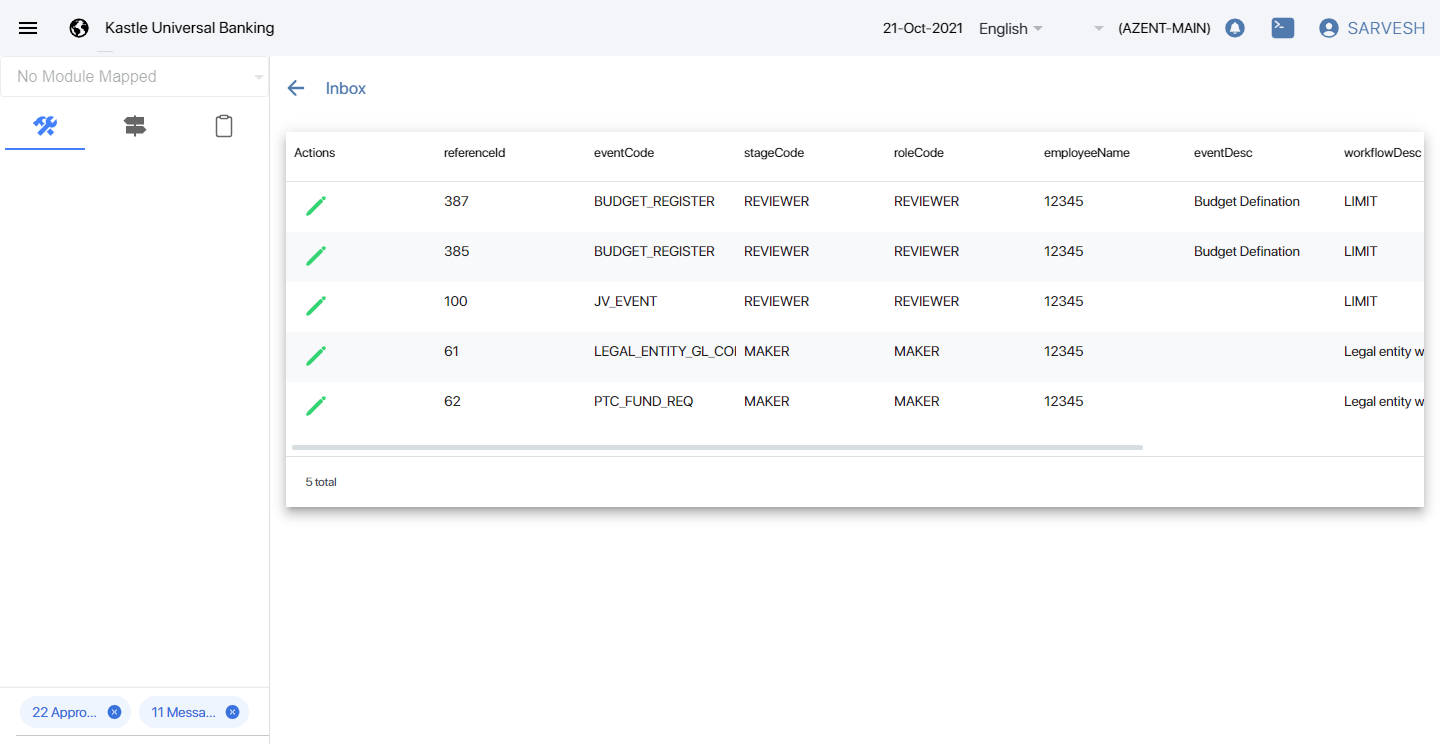 Kastle Universal Banking 21-Oct-2021 English (AZENT-MAIN) SARVESH
No Module Mapped
Inbox
Actions referenceId eventCode stageCode roleCode employeeName eventDesc workflowDesc
387 BUDGET_REGISTER REVIEWER REVIEWER 12345 Budget Defination LIMIT
385 BUDGET_REGISTER REVIEWER REVIEWER 12345 Budget Defination LIMIT
100 JV_EVENT REVIEWER REVIEWER 12345 LIMIT
61 LEGAL_ENTITY_GL_CO MAKER MAKER 12345 Legal entity w
62 PTC_FUND_REQ MAKER MAKER 12345 Legal entity w
5 total
22 Appro... 11 Messa...